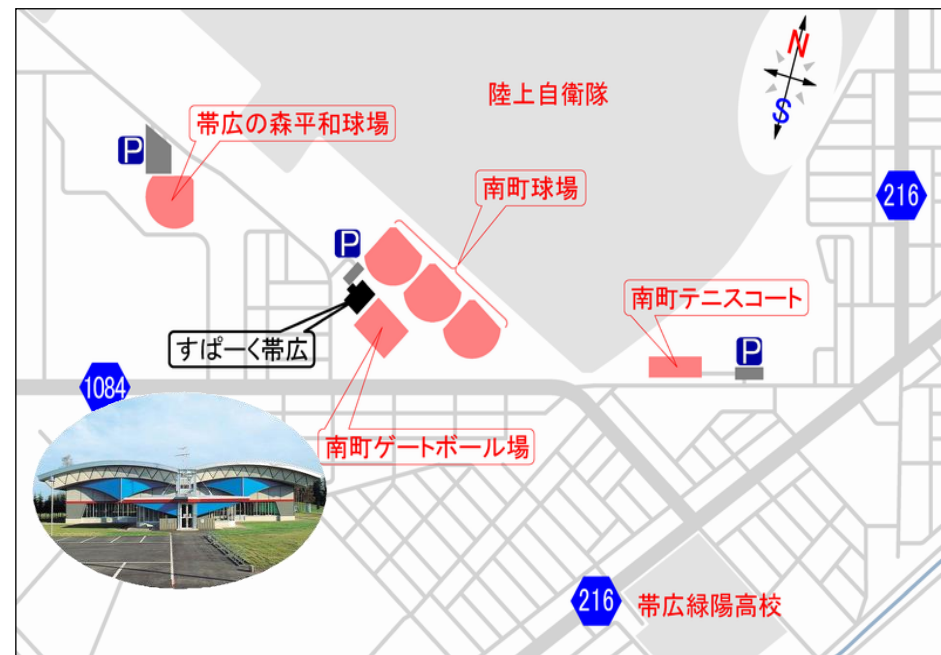 N
S
陸上自衛隊
帯広の森平和球場
P
南町球場
216
P
南町テニスコート
すぱーく帯広
P
1084
南町ゲートボール場
216
帯広緑陽高校